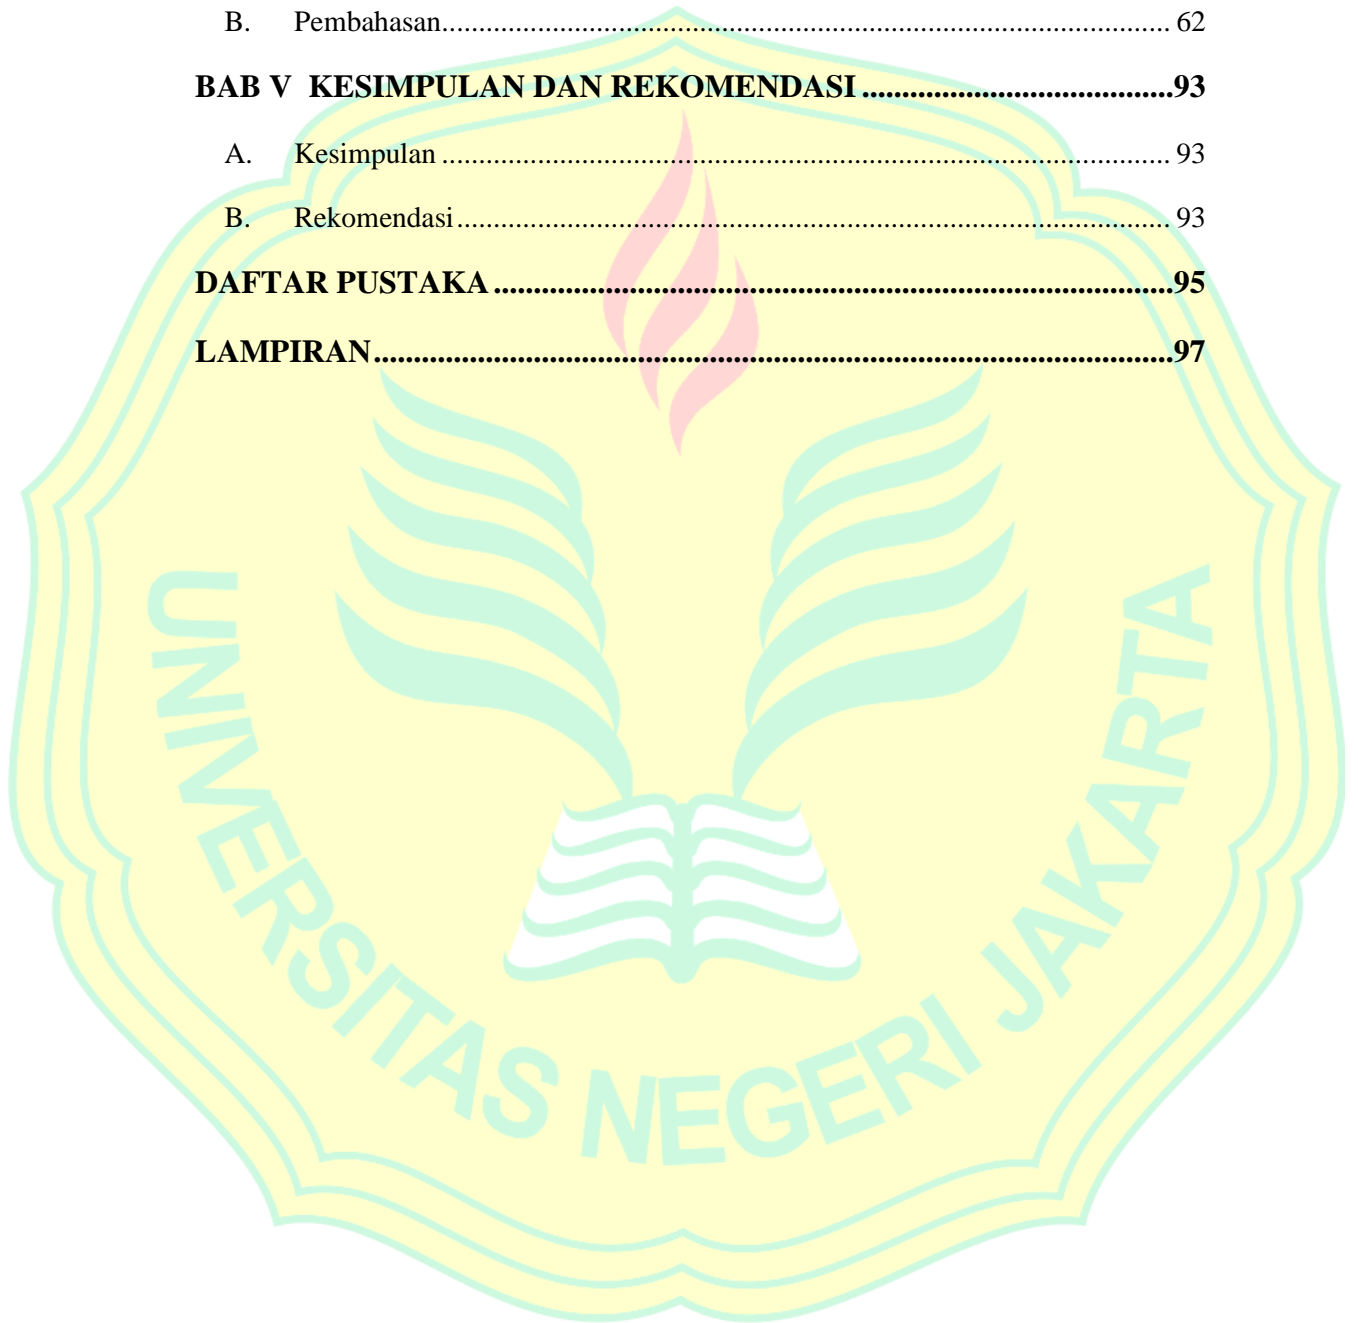 B. Pembahasan........................................................................................... 62
BAB V KESIMPULAN DAN REKOMENDASI .......................................93
A. Kesimpulan ........................................................................................... 93
B. Rekomendasi......................................................................................... 93
DAFTAR PUSTAKA .....................................................................................95
LAMPIRAN....................................................................................................97
UNIVERSITAS NEGERI JAKARTA